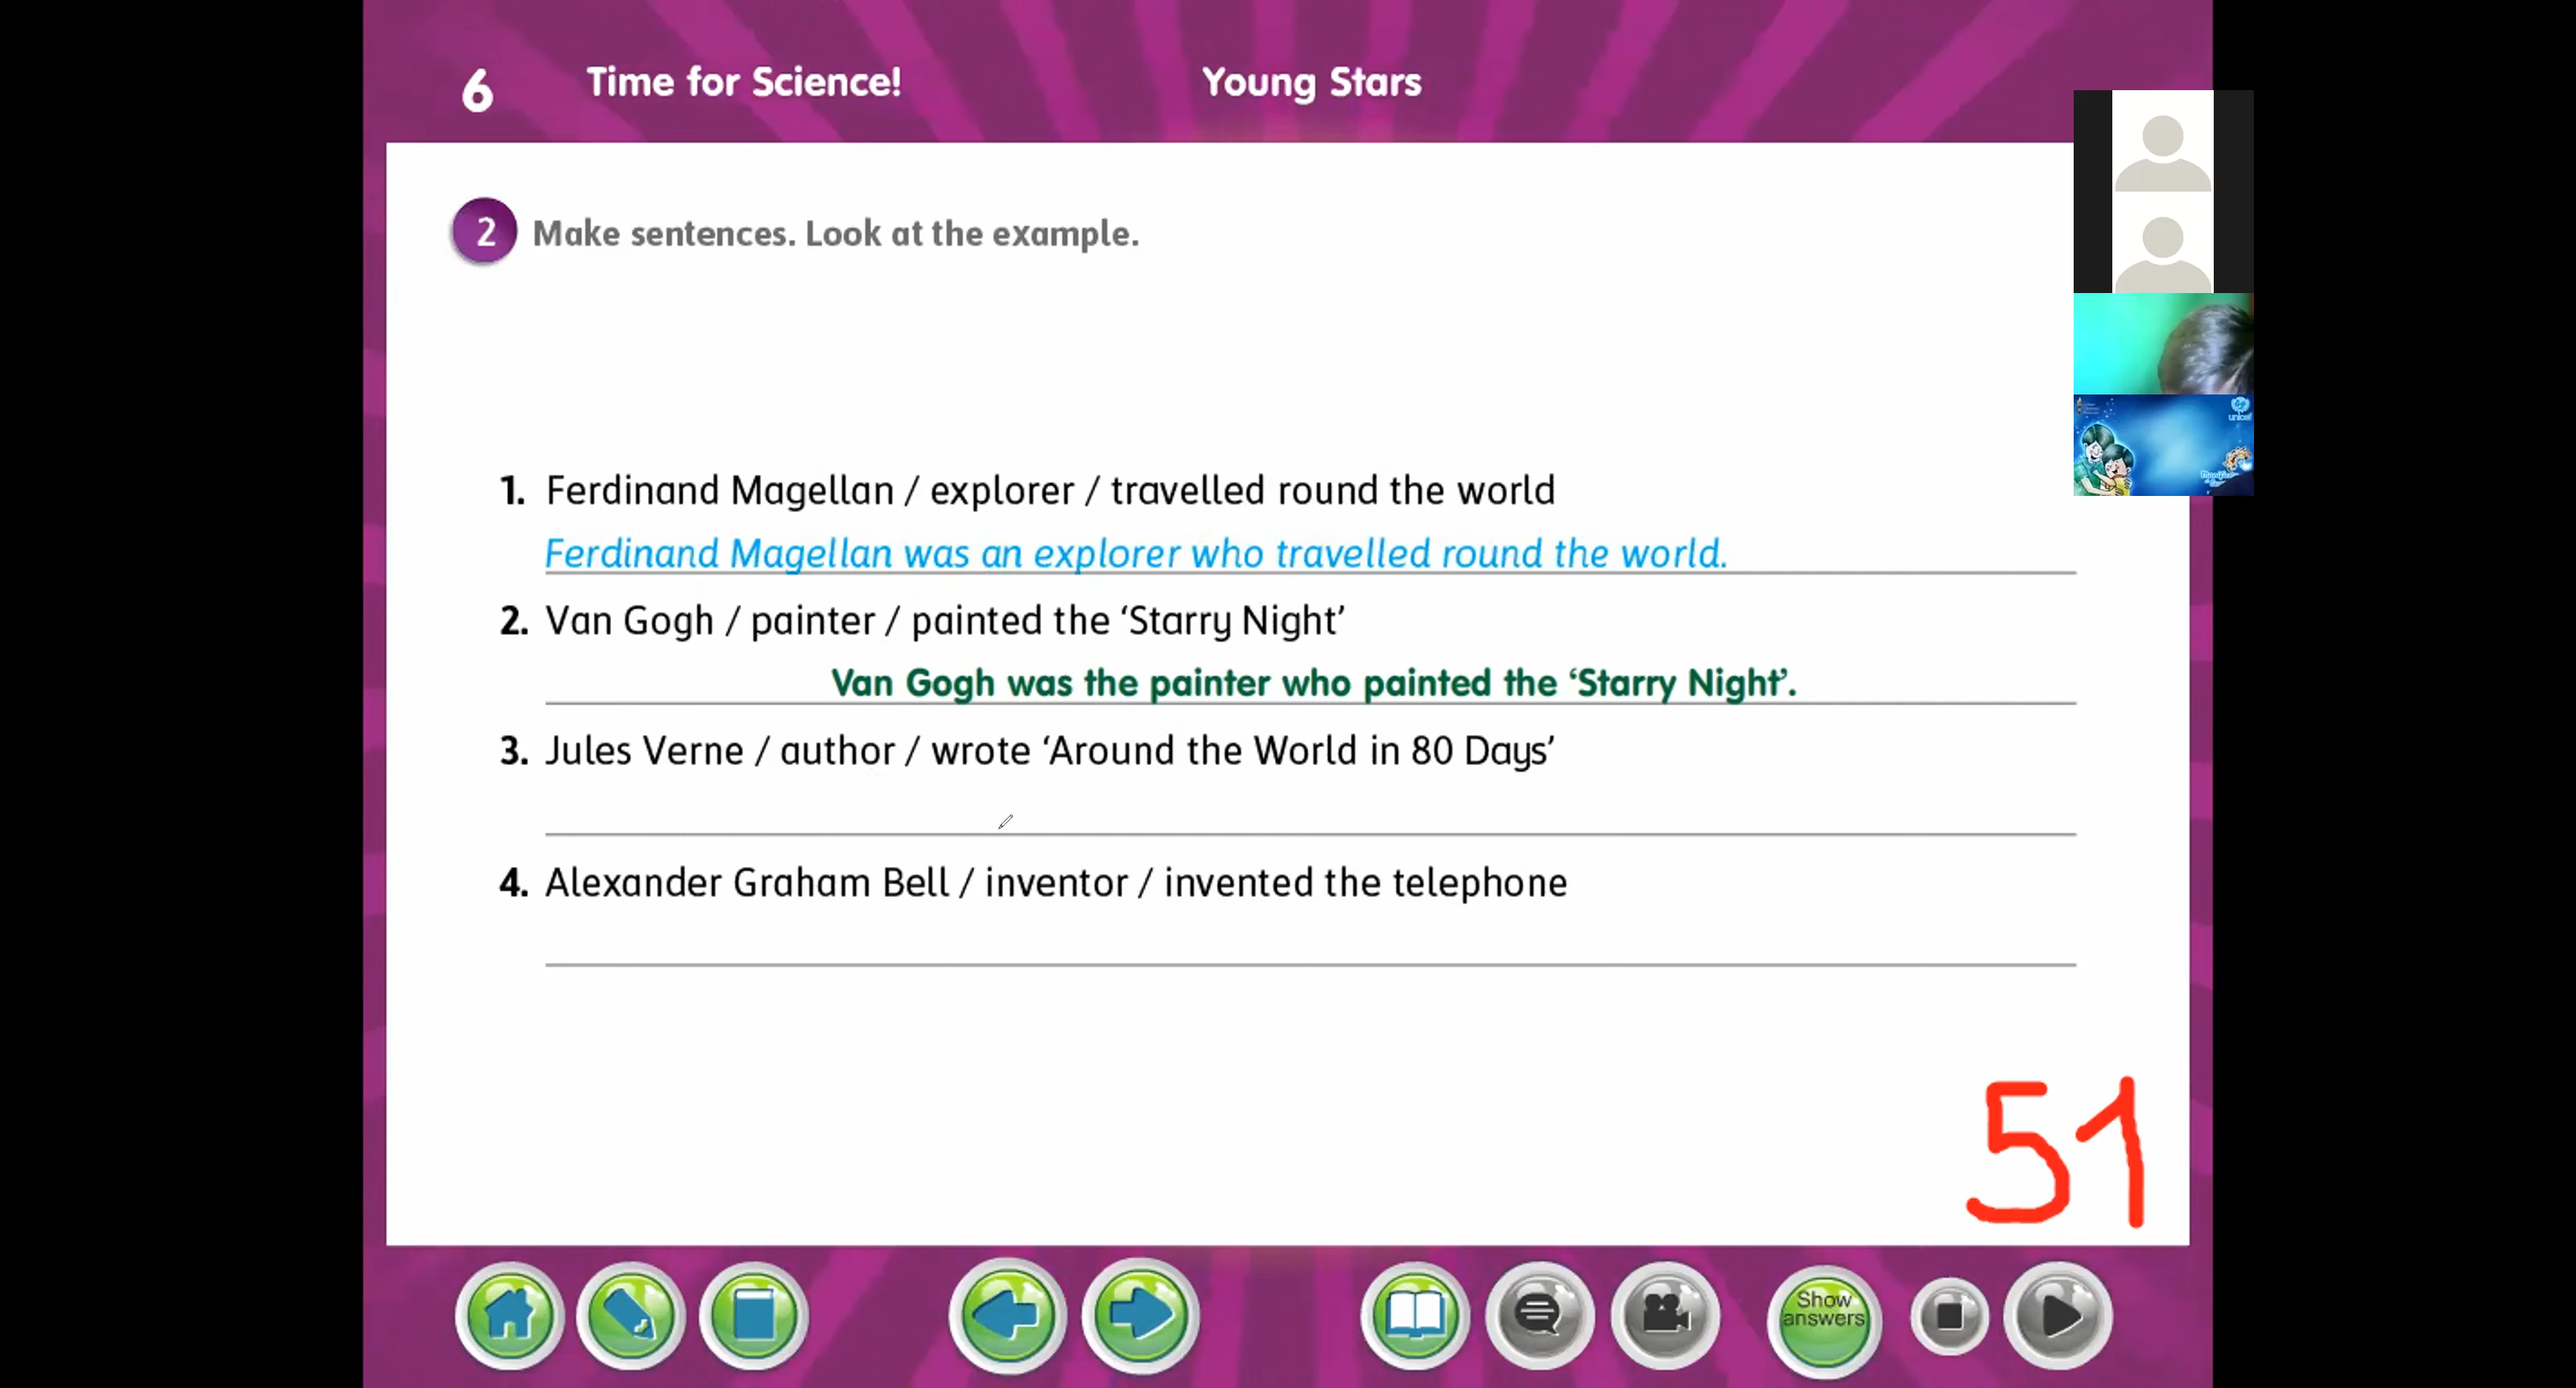 6 Time for Science! Young Stars
2 Make sentences. Look at the example.
1. Ferdinand Magellan / explorer / travelled round the world
Ferdinand Magellan was an explorer who travelled round the world.
2. Van Gogh / painter / painted the ‘Starry Night’
Van Gogh was the painter who painted the ‘Starry Night’.
3. Jules Verne / author / wrote ‘Around the World in 80 Days’
4. Alexander Graham Bell / inventor / invented the telephone
51
Show
answers
unicef